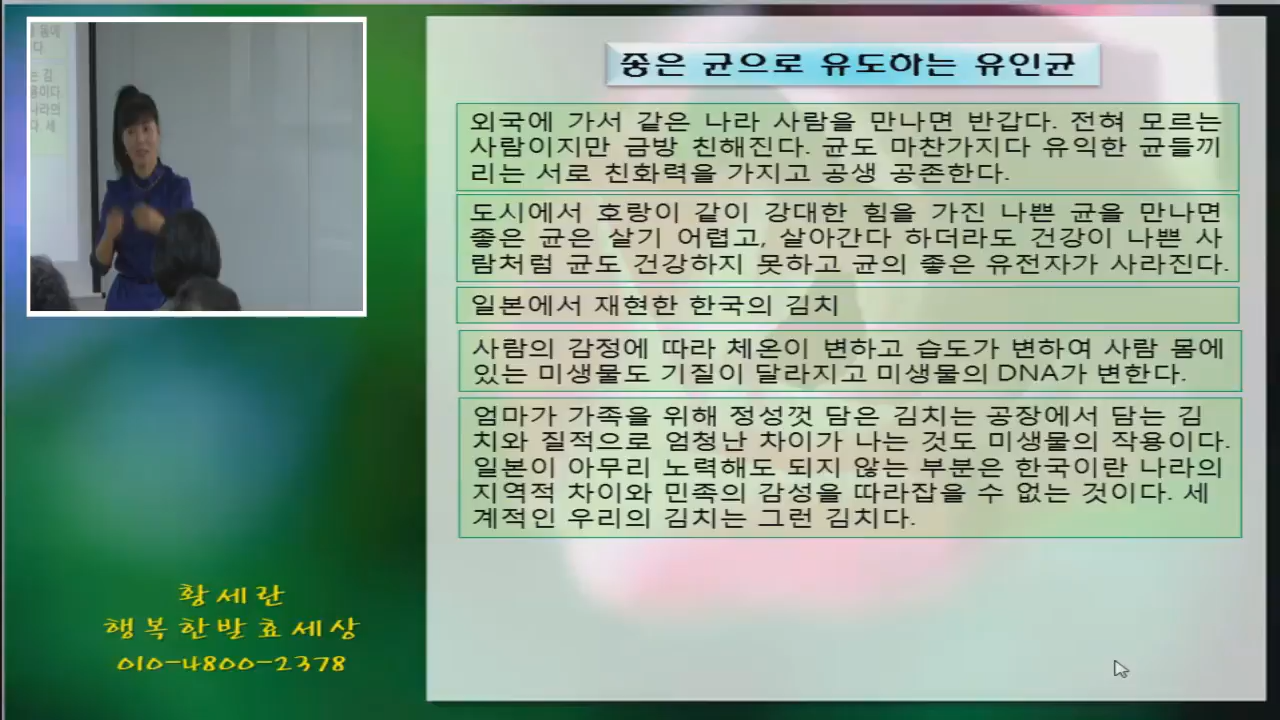 좋은 균으로 유도하는 유인균
외국에 가서 같은 나라 사람을 만나면 반갑다. 전혀 모르는
사람이지만 금방 친해진다. 균도 마찬가지다 유익한 균들끼
리는 서로 친화력을 가지고 공생 공존한다.
도시에서 호랑이 같이 강대한 힘을 가진 나쁜 균을 만나면
좋은 균은 살기 어렵고, 살아간다 하더라도 건강이 나쁜 사
람처럼 균도 건강하지 못하고 균의 좋은 유전자가 사라진다.
일본에서 재현한 한국의 김치
사람의 감정에 따라 체온이 변하고 습도가 변하여 사람 몸에
있는 미생물도 기질이 달라지고 미생물의 DNA가 변한다.
엄마가 가족을 위해 정성껏 담은 김치는 공장에서 담는 김
치와 질적으로 엄청난 차이가 나는 것도 미생물의 작용이다.
일본이 아무리 노력해도 되지 않는 부분은 한국이란 나라의
지역적 차이와 민족의 감성을 따라잡을 수 없는 것이다. 세
계적인 우리의 김치는 그런 김치다.
몸에
다
는 김
용이다
나라의
다 세
황세란
행복한발효세상
010-4800-2378